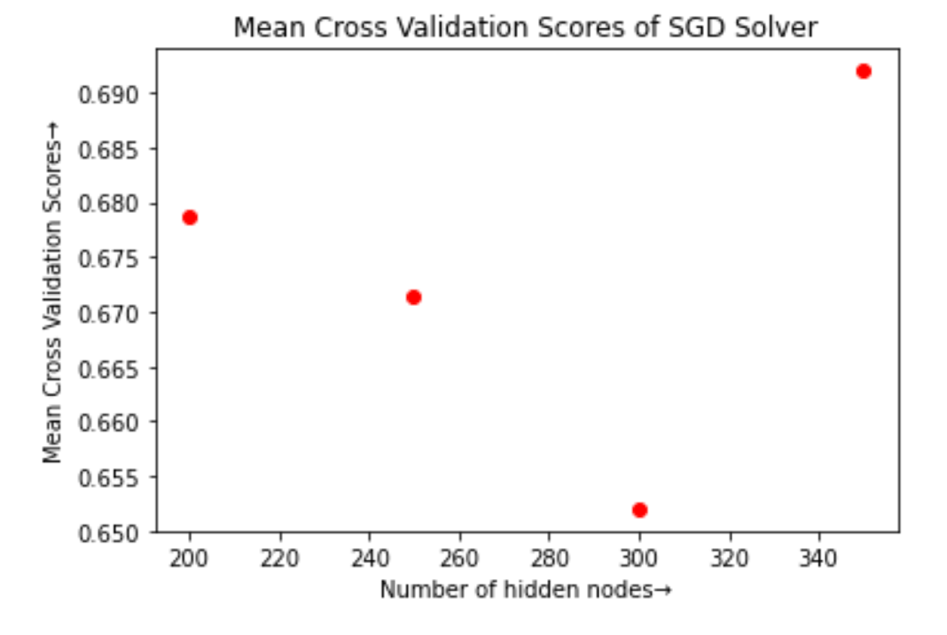 Mean Cross Validation Scores of SGD Solver
Mean Cross Validation Scores→
0.690
0.685
0.680
0.675
0.670
0.665
0.660
0.655
0.650
200 220 240 260 280 300 320 340
Number of hidden nodes→